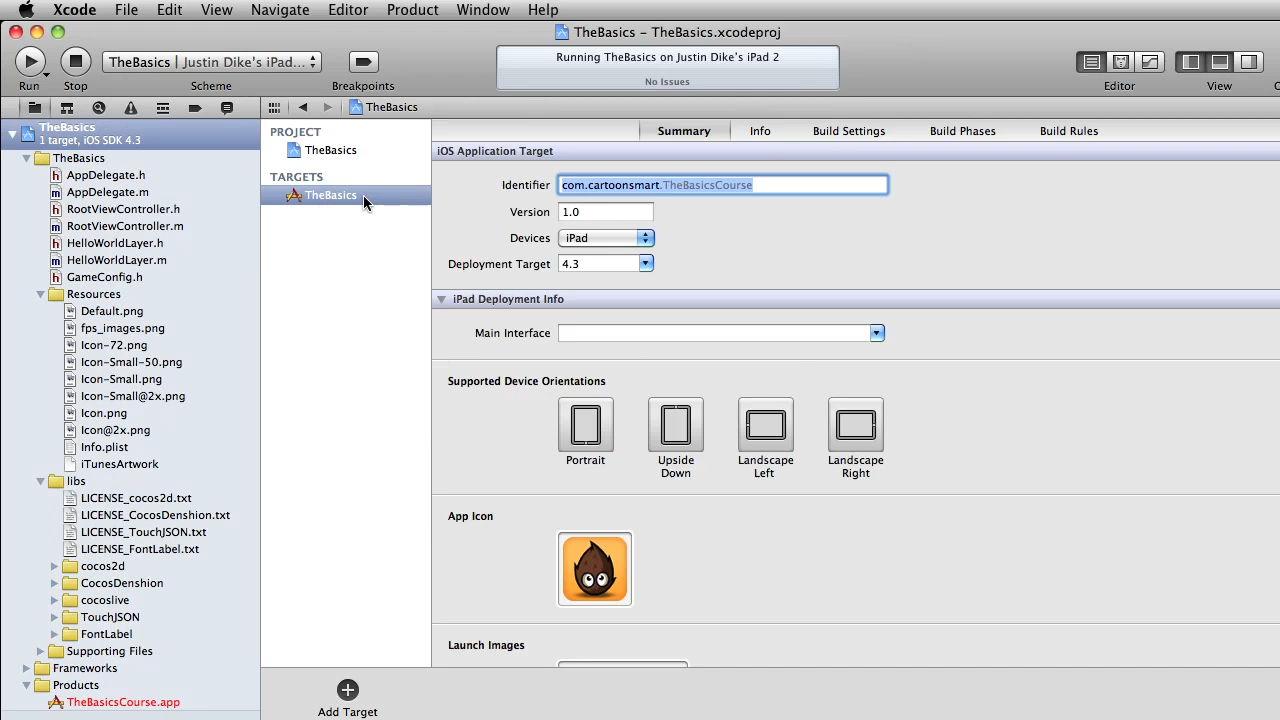 Xcode File Edit View Navigate Editor Product Window Help
TheBasics – TheBasics.xcodeproj
TheBasics | Justin Dike's iPad...
Running TheBasics on Justin Dike's iPad 2
No Issues
Run Stop Scheme Breakpoints Editor View
TheBasics
TheBasics
1 target, iOS SDK 4.3
TheBasics
AppDelegate.h
AppDelegate.m
RootViewController.h
RootViewController.m
HelloWorldLayer.h
HelloWorldLayer.m
GameConfig.h
Resources
Default.png
fps_images.png
Icon-72.png
Icon-Small-50.png
Icon-Small.png
Icon-Small@2x.png
Icon.png
Icon@2x.png
Info.plist
iTunesArtwork
libs
LICENSE_cocos2d.txt
LICENSE_CocosDenshion.txt
LICENSE_TouchJSON.txt
LICENSE_FontLabel.txt
cocos2d
CocosDenshion
cocoslive
TouchJSON
FontLabel
Supporting Files
Frameworks
Products
TheBasicsCourse.app
PROJECT
TheBasics
TARGETS
TheBasics
Add Target
Summary Info Build Settings Build Phases Build Rules
iOS Application Target
Identifier com.cartoonsmart.TheBasicsCourse
Version 1.0
Devices iPad
Deployment Target 4.3
iPad Deployment Info
Main Interface
Supported Device Orientations
Portrait
Upside Down
Landscape Left
Landscape Right
App Icon
Launch Images